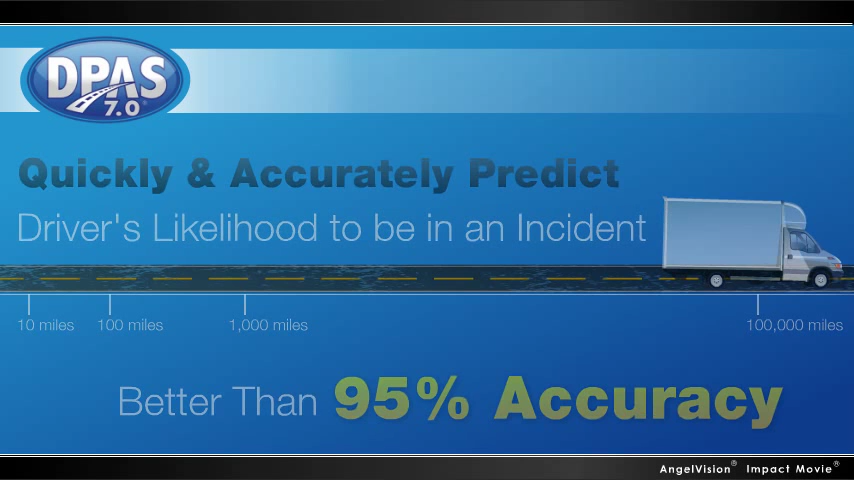 DPAS
7.0®
Quickly & Accurately Predict
Driver's Likelihood to be in an Incident
10 miles 100 miles 1,000 miles 100,000 miles
Better Than 95% Accuracy
AngelVision® Impact Movie®